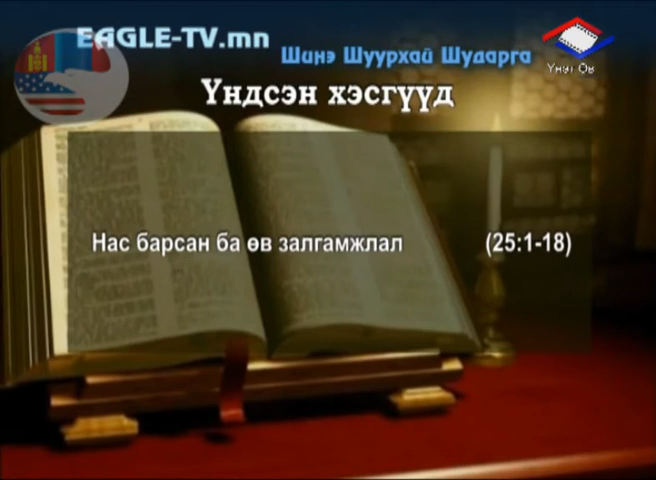 EAGLE-TV.mn
Шинэ Шуурхай Шударга
Үнэт Өв
Үндсэн хэсгүүд
Нас барсан ба өв залгамжлал (25:1-18)